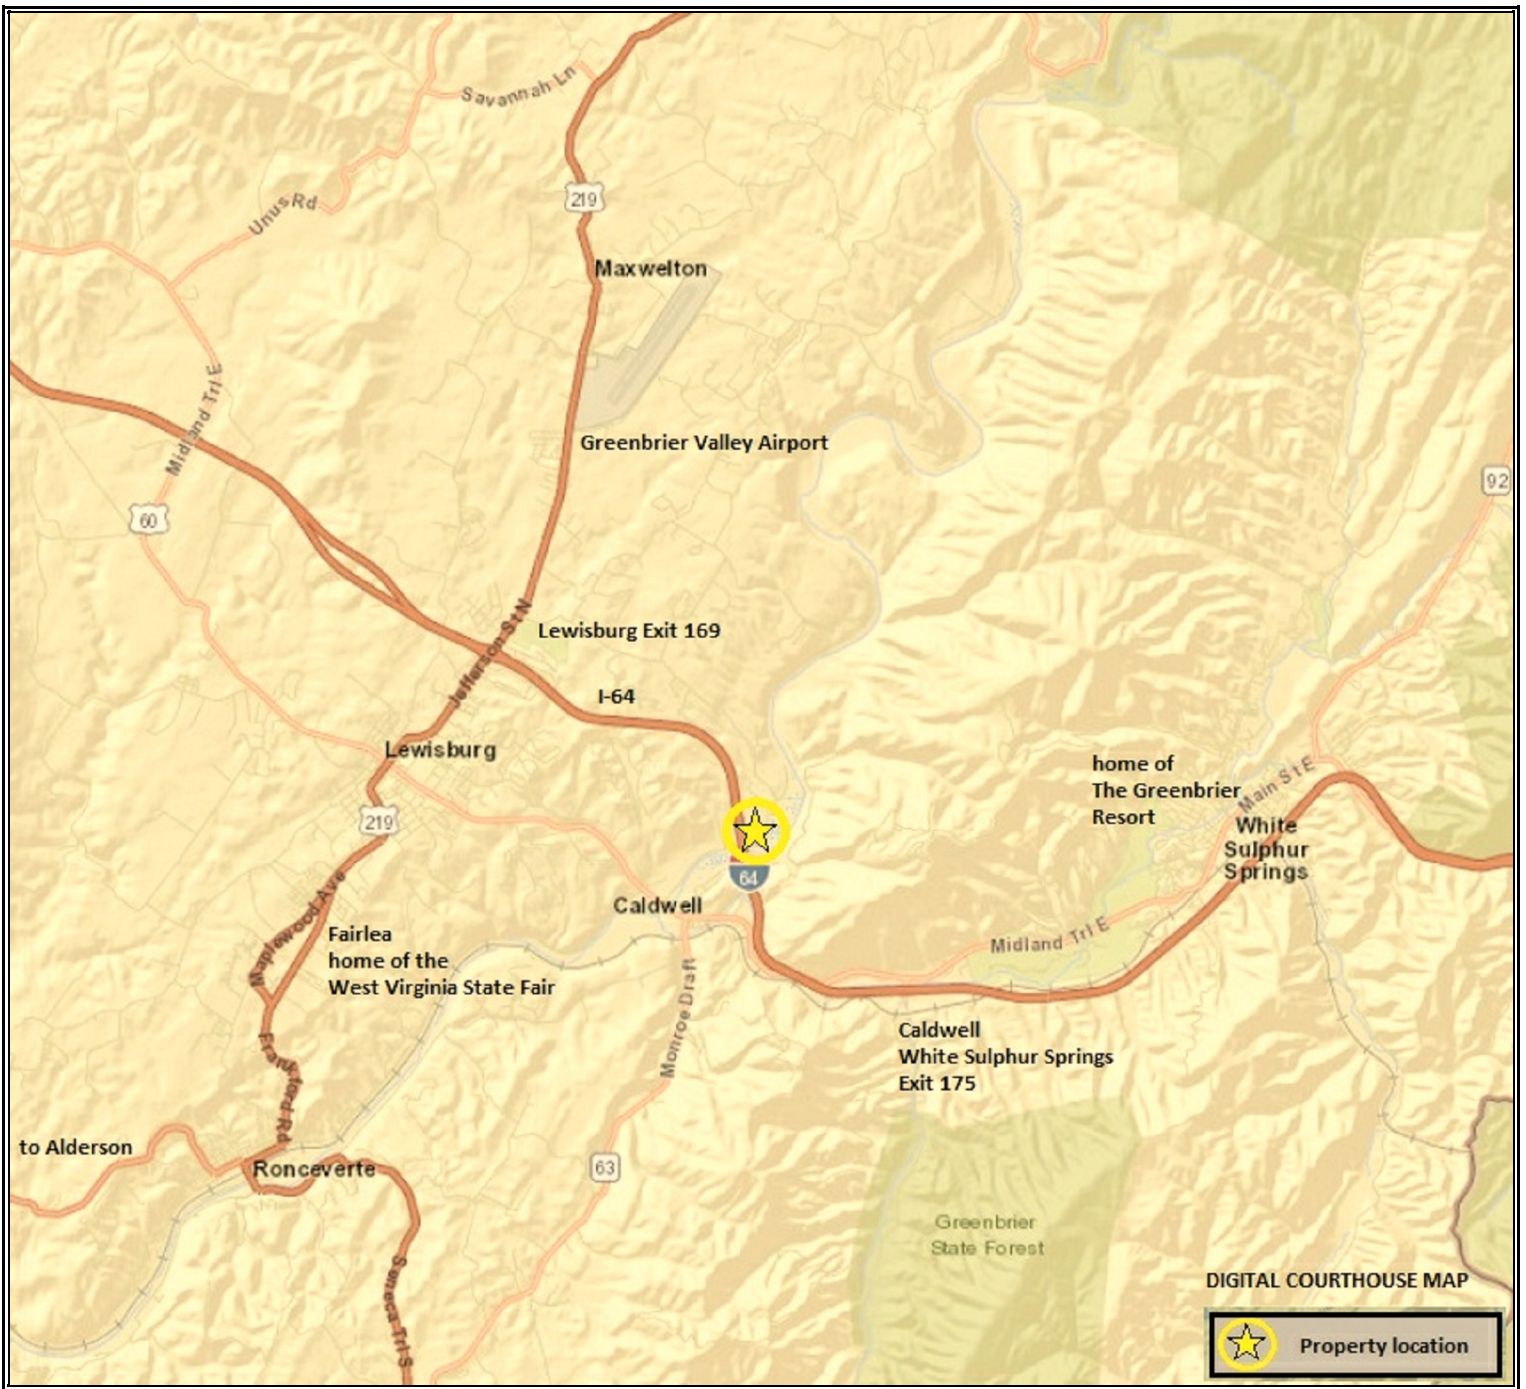 Savannah Ln
Unus Rd
219
Maxwelton
Midland Trl E
Greenbrier Valley Airport
92
60
Jefferson St N
Lewisburg Exit 169
I-64
Lewisburg
home of
The Greenbrier
Resort
Main St E
219
White
Sulphur
Springs
64
Maplewood Ave
Caldwell
Fairlea
home of the
West Virginia State Fair
Midland Trl E
Monroe Draft
Caldwell
White Sulphur Springs
Exit 175
Frankford Rd
to Alderson
Ronceverte
63
Greenbrier
State Forest
Seneca Trl S
DIGITAL COURTHOUSE MAP
Property location